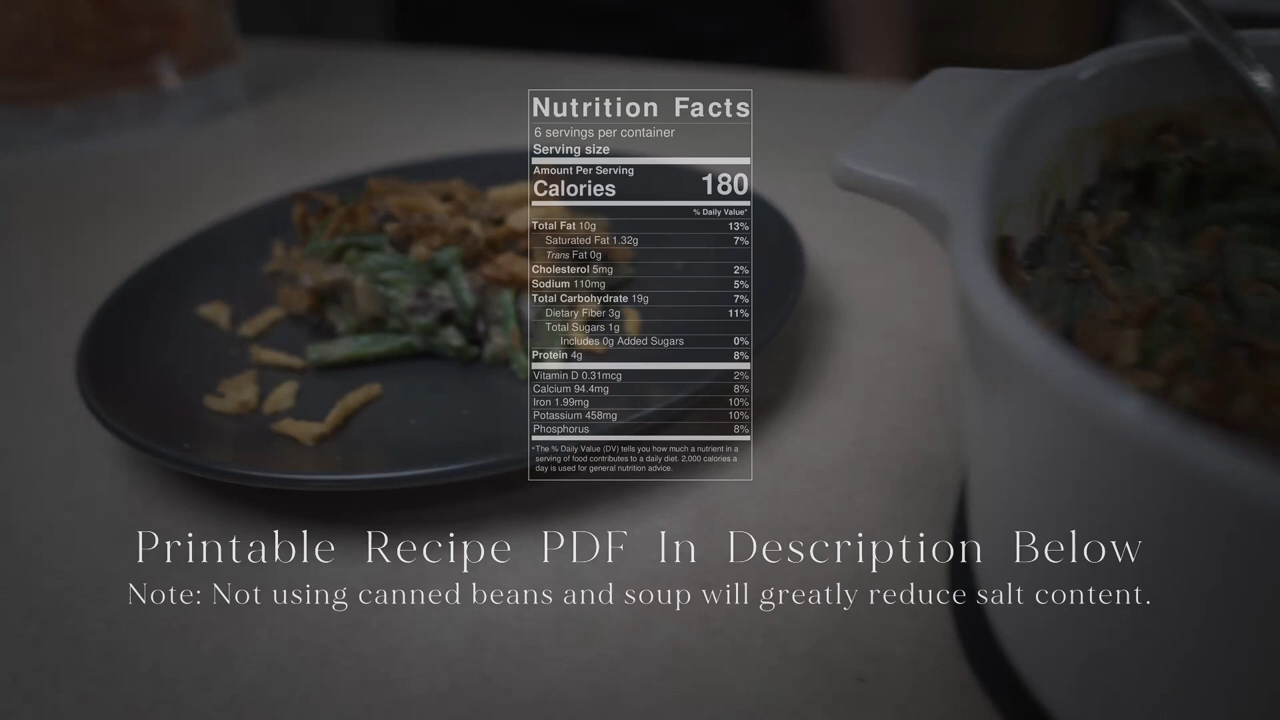 Nutrition Facts
6 servings per container
Serving size
Amount Per Serving
Calories 180
% Daily Value*
Total Fat 10g 13%
Saturated Fat 1.32g 7%
Trans Fat 0g
Cholesterol 5mg 2%
Sodium 110mg 5%
Total Carbohydrate 19g 7%
Dietary Fiber 3g 11%
Total Sugars 1g
Includes 0g Added Sugars 0%
Protein 4g 8%
Vitamin D 0.31mcg 2%
Calcium 94.4mg 8%
Iron 1.99mg 10%
Potassium 458mg 10%
Phosphorus 8%
*The % Daily Value (DV) tells you how much a nutrient in a
serving of food contributes to a daily diet. 2,000 calories a
day is used for general nutrition advice.
Printable Recipe PDF In Description Below
Note: Not using canned beans and soup will greatly reduce salt content.